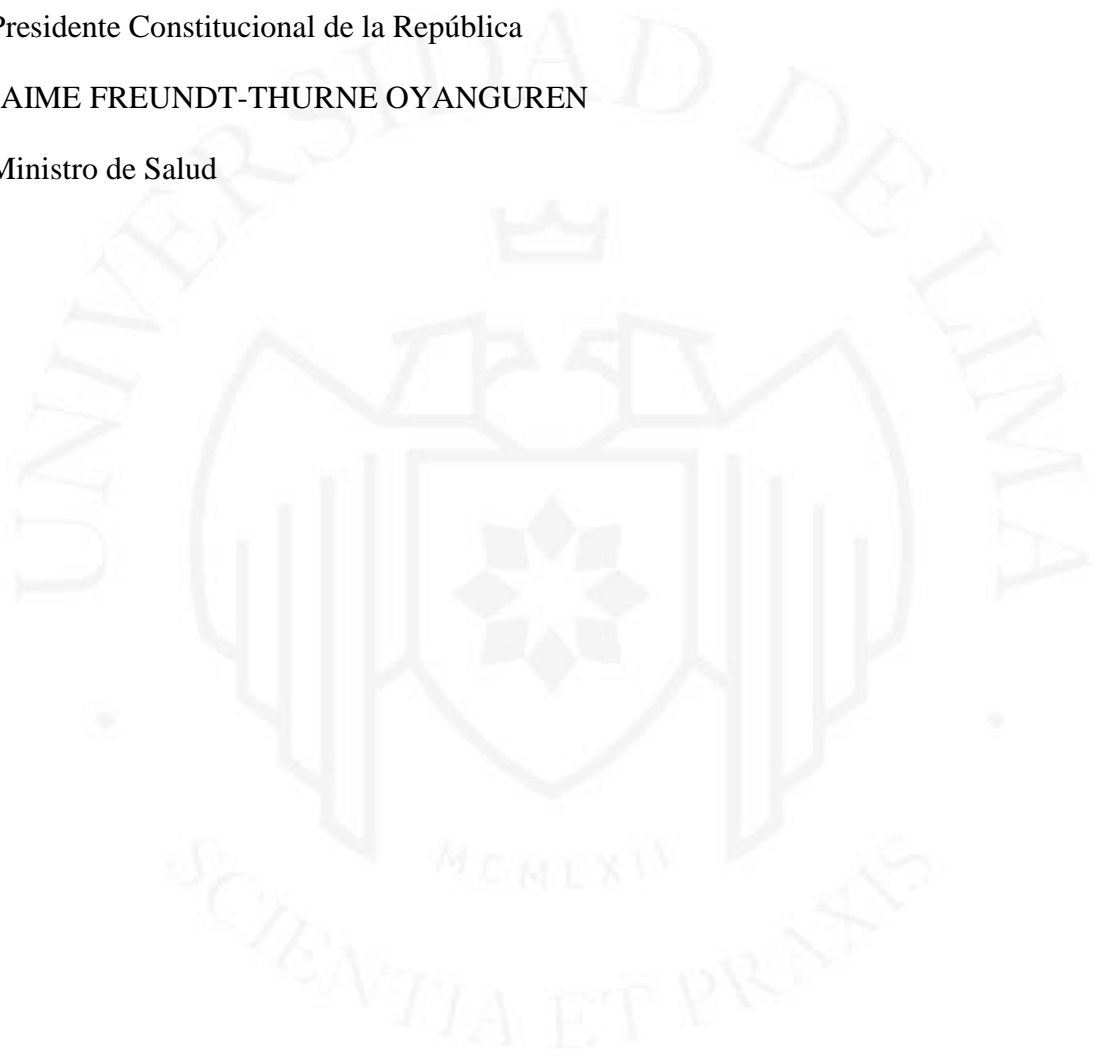 Presidente Constitucional de la República
AIME FREUNDT-THURNE OYANGUREN
Ministro de Salud
UNIVERSIDAD DE LIMA
MCMLXII
SCIENTIA ET PRAXIS